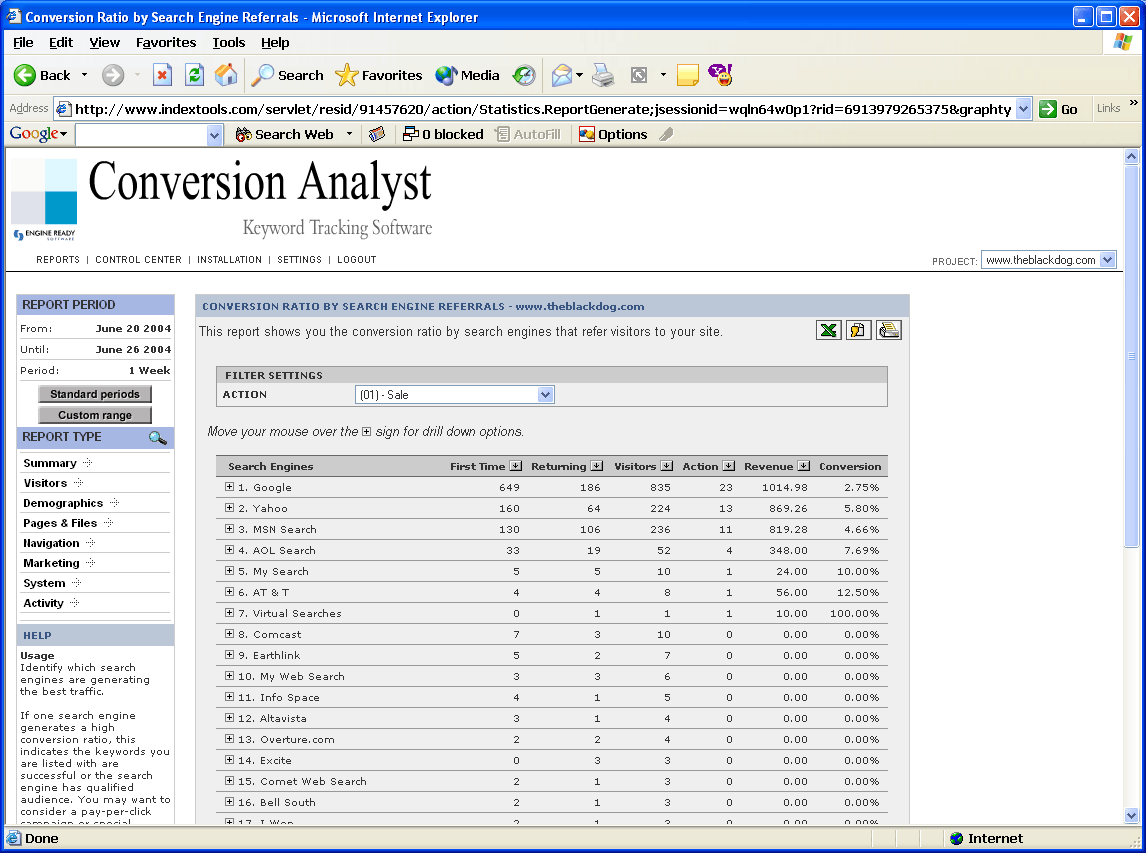 Conversion Ratio by Search Engine Referrals - Microsoft Internet Explorer
File Edit View Favorites Tools Help
Back Search Favorites Media
Address http://www.indextools.com/servlet/resid/91457620/action/Statistics.ReportGenerate;jsessionid=wqln64w0p1?rid=6913979265375&graphty Go Links »
Google Search Web 0 blocked AutoFill Options
Conversion Analyst
Keyword Tracking Software
ENGINE READY
SOFTWARE
REPORTS | CONTROL CENTER | INSTALLATION | SETTINGS | LOGOUT
PROJECT: www.theblackdog.com
REPORT PERIOD
From: June 20 2004
Until: June 26 2004
Period: 1 Week
Standard periods
Custom range
REPORT TYPE
Summary
Visitors
Demographics
Pages & Files
Navigation
Marketing
System
Activity
HELP
Usage
Identify which search
engines are generating
the best traffic.
If one search engine
generates a high
conversion ratio, this
indicates the keywords you
are listed with are
successful or the search
engine has qualified
audience. You may want to
consider a pay-per-click
campaign or special
CONVERSION RATIO BY SEARCH ENGINE REFERRALS - www.theblackdog.com
This report shows you the conversion ratio by search engines that refer visitors to your site.
FILTER SETTINGS
ACTION (01) - Sale
Move your mouse over the + sign for drill down options.
Search Engines First Time Returning Visitors Action Revenue Conversion
1. Google 649 186 835 23 1014.98 2.75%
2. Yahoo 160 64 224 13 869.26 5.80%
3. MSN Search 130 106 236 11 819.28 4.66%
4. AOL Search 33 19 52 4 348.00 7.69%
5. My Search 5 5 10 1 24.00 10.00%
6. AT & T 4 4 8 1 56.00 12.50%
7. Virtual Searches 0 1 1 1 10.00 100.00%
8. Comcast 7 3 10 0 0.00 0.00%
9. Earthlink 5 2 7 0 0.00 0.00%
10. My Web Search 3 3 6 0 0.00 0.00%
11. Info Space 4 1 5 0 0.00 0.00%
12. Altavista 3 1 4 0 0.00 0.00%
13. Overture.com 2 2 4 0 0.00 0.00%
14. Excite 0 3 3 0 0.00 0.00%
15. Comet Web Search 2 1 3 0 0.00 0.00%
16. Bell South 2 1 3 0 0.00 0.00%
17. I Won 2 1 3 0 0.00 0.00%
Done Internet